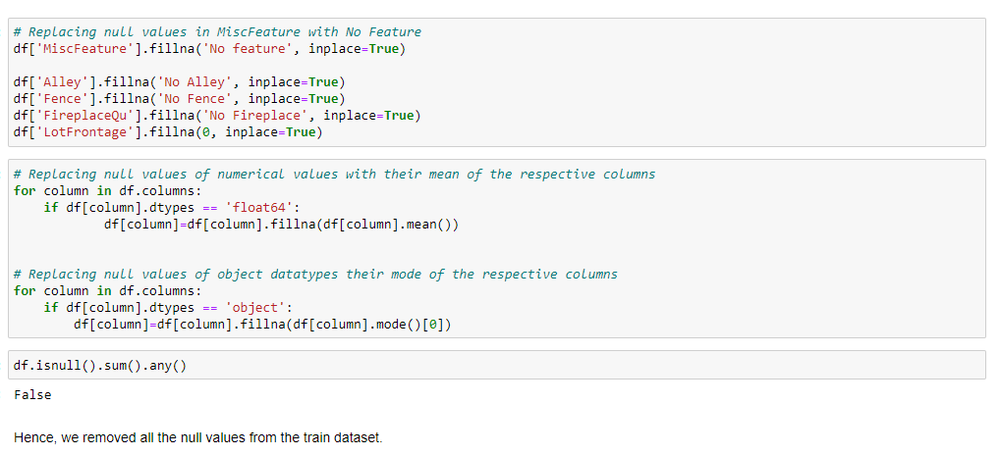 # Replacing null values in MiscFeature with No Feature
df['MiscFeature'].fillna('No feature', inplace=True)
df['Alley'].fillna('No Alley', inplace=True)
df['Fence'].fillna('No Fence', inplace=True)
df['FireplaceQu'].fillna('No Fireplace', inplace=True)
df['LotFrontage'].fillna(0, inplace=True)
# Replacing null values of numerical values with their mean of the respective columns
for column in df.columns:
    if df[column].dtypes == 'float64':
            df[column]=df[column].fillna(df[column].mean())
# Replacing null values of object datatypes their mode of the respective columns
for column in df.columns:
    if df[column].dtypes == 'object':
        df[column]=df[column].fillna(df[column].mode()[0])
df.isnull().sum().any()
False
Hence, we removed all the null values from the train dataset.